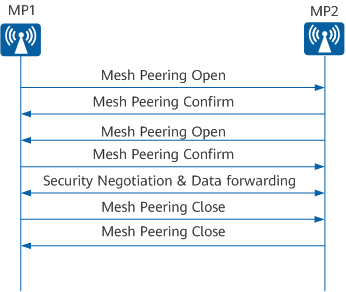 MP1
MP2
Mesh Peering Open
Mesh Peering Confirm
Mesh Peering Open
Mesh Peering Confirm
Security Negotiation & Data forwarding
Mesh Peering Close
Mesh Peering Close